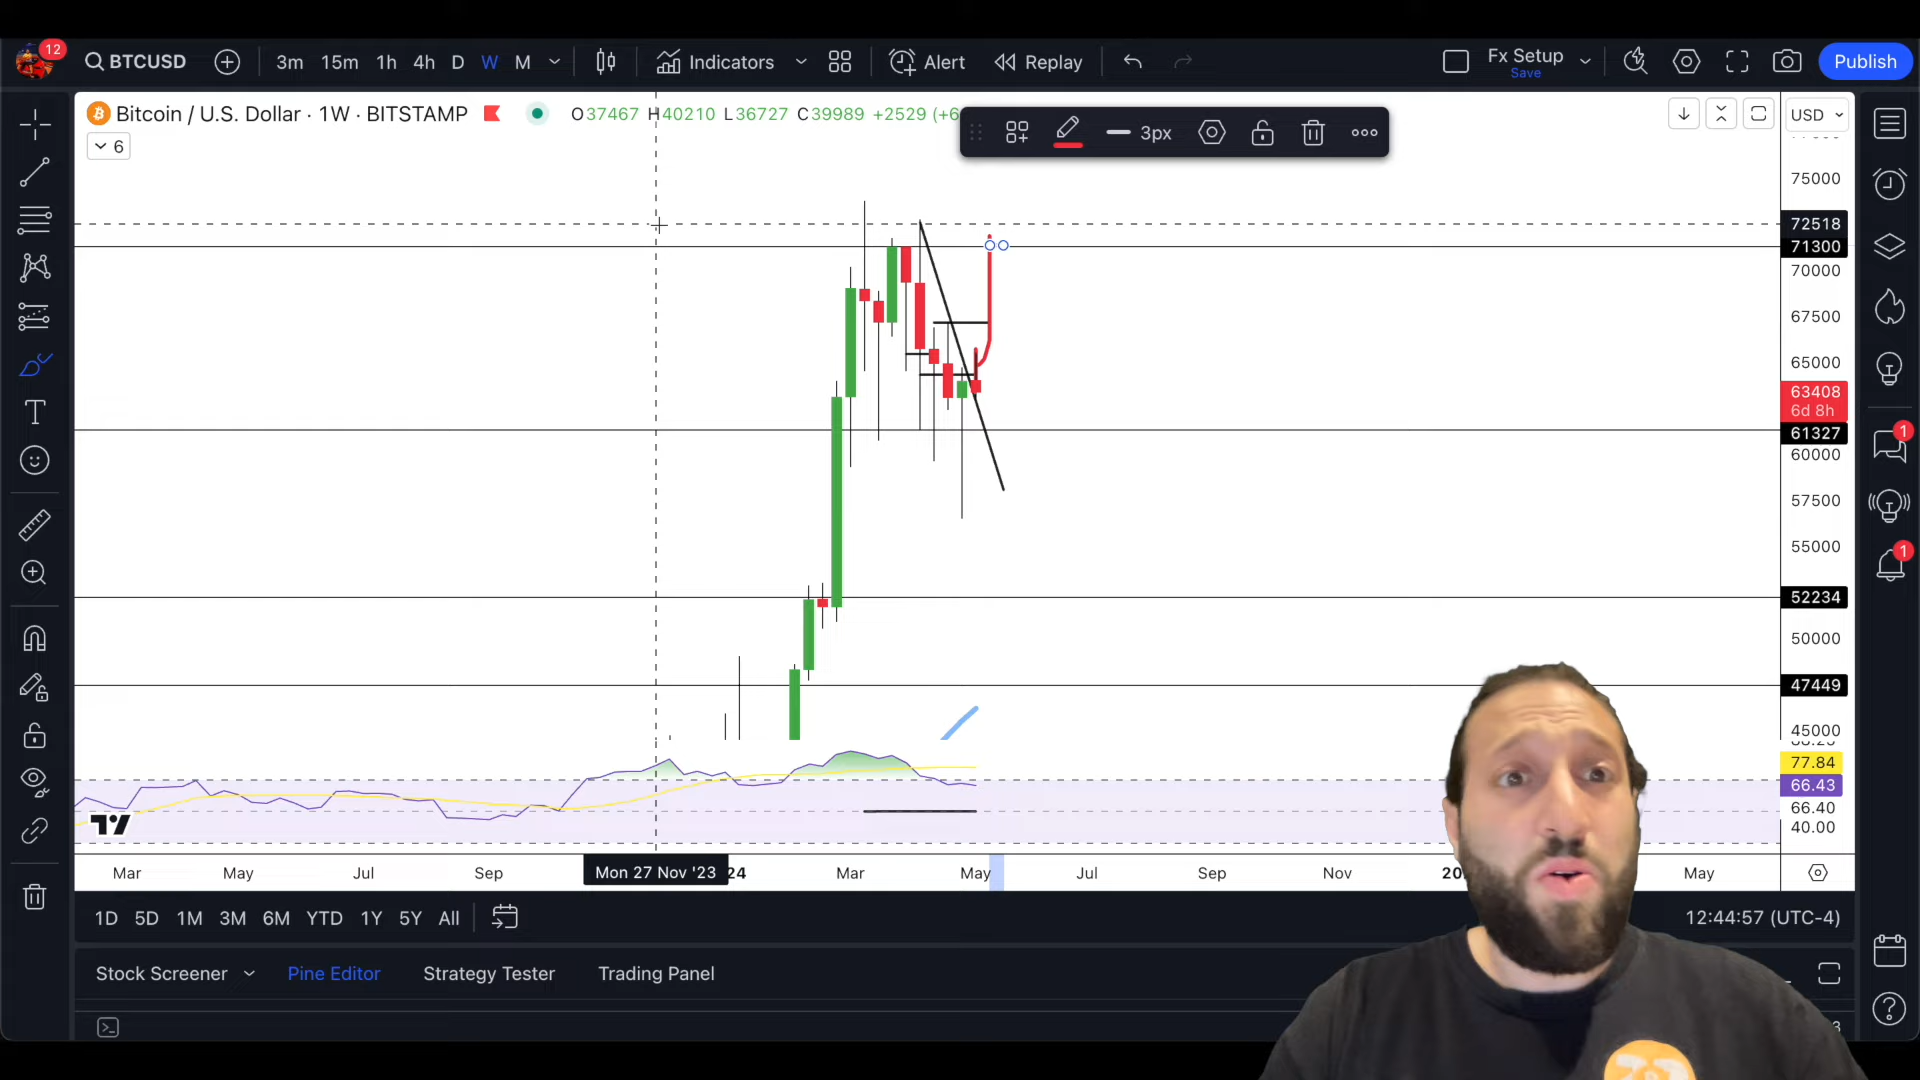 12
BTCUSD
3m 15m 1h 4h D W M
Indicators
Alert
Replay
Fx Setup
Save
Publish
Bitcoin / U.S. Dollar · 1W · BITSTAMP
O37467 H40210 L36727 C39989 +2529 (+6
3px
USD
6
75000
72518
71300
70000
67500
65000
63408
6d 8h
61327
60000
57500
55000
52234
50000
47449
45000
77.84
66.43
66.40
40.00
1
1
Mar May Jul Sep Mon 27 Nov '23 24 Mar May Jul Sep Nov 20 May
1D 5D 1M 3M 6M YTD 1Y 5Y All
12:44:57 (UTC-4)
Stock Screener Pine Editor Strategy Tester Trading Panel